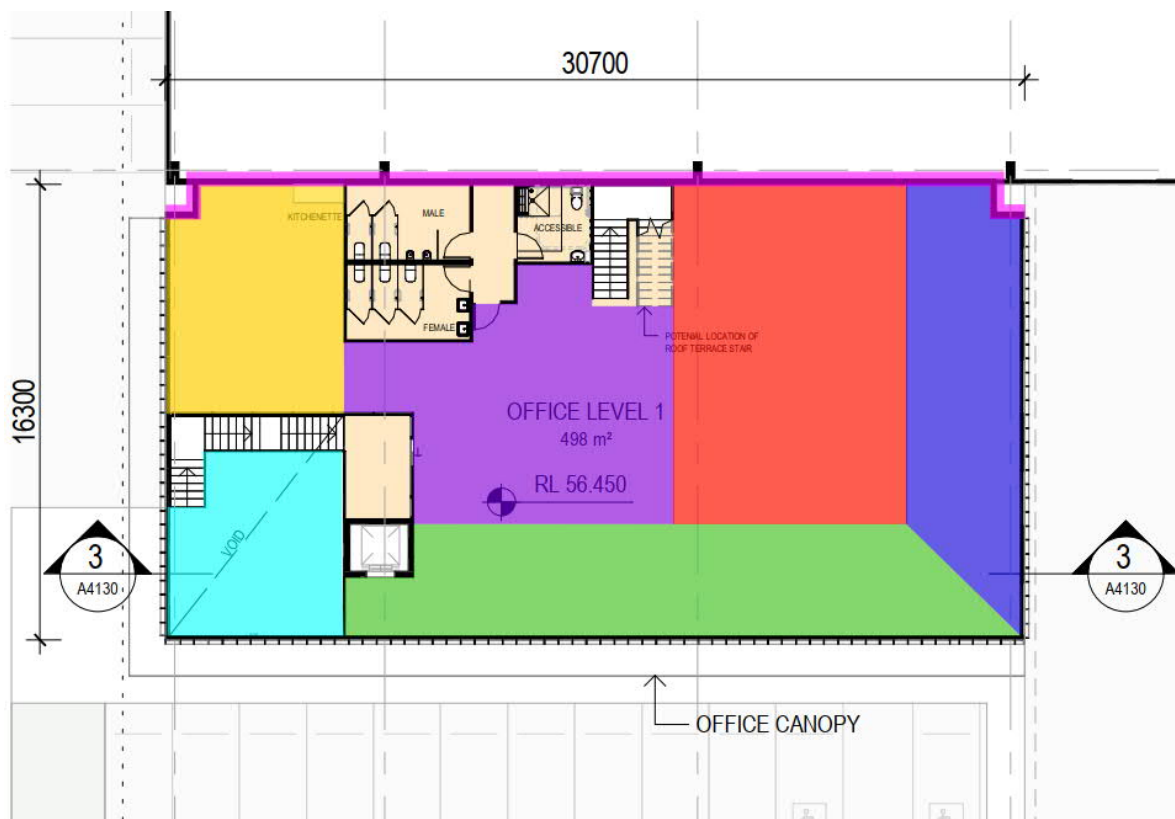 30700
16300
KITCHENETTE
MALE
ACCESSIBLE
FEMALE
POTENIAL LOCATION OF
ROOF TERRACE STAIR
OFFICE LEVEL 1
498 m²
RL 56.450
VOID
3
A4130
3
A4130
OFFICE CANOPY